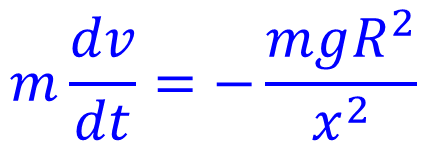 m dv/dt = − mgR²/x²